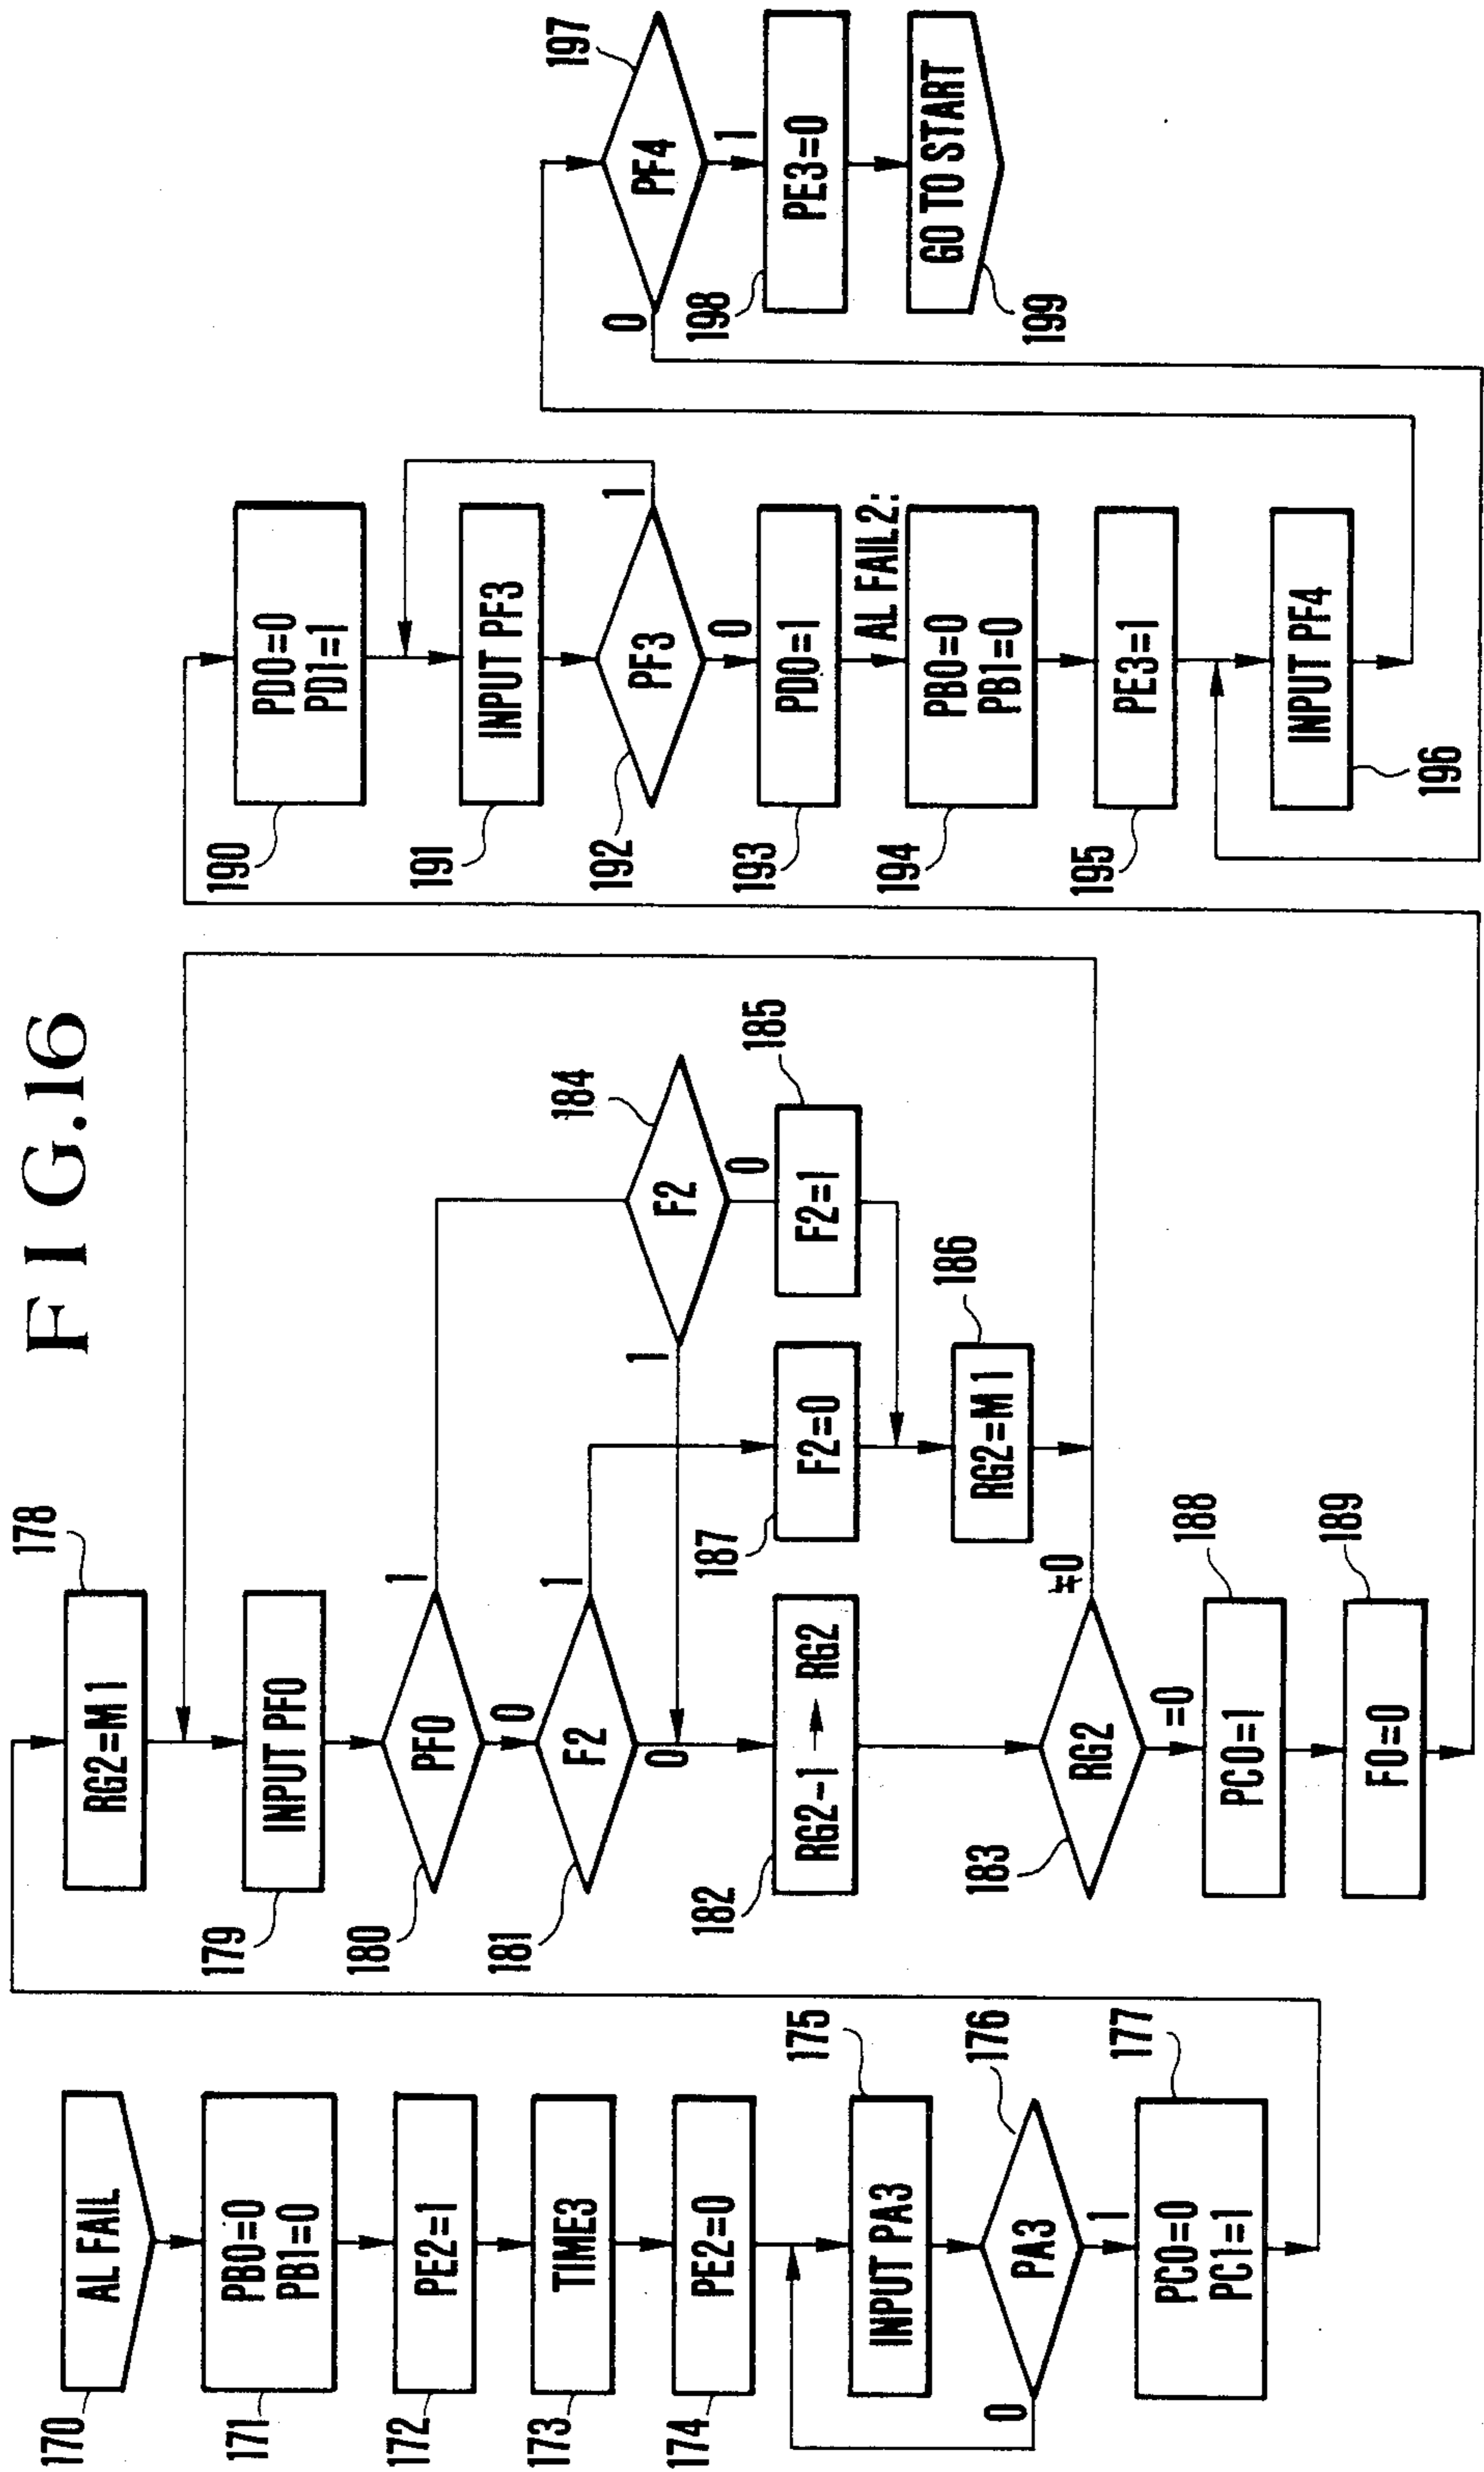 FIG.16
170
AL FAIL
171
PB0=0
PB1=0
172
PE2=1
173
TIME3
174
PE2=0
175
INPUT PA3
176
PA3
0
1
177
PC0=0
PC1=1
178
RG2=M1
179
INPUT PF0
180
PF0
1
0
181
F2
1
0
182
RG2-1 → RG2
183
RG2
≠0
=0
184
F2
1
0
185
F2=1
186
RG2=M1
187
F2=0
188
PC0=1
189
F0=0
190
PD0=0
PD1=1
191
INPUT PF3
192
PF3
1
0
193
PD0=1
AL FAIL2:
194
PB0=0
PB1=0
195
PE3=1
196
INPUT PF4
197
PF4
0
1
198
PE3=0
199
GO TO START